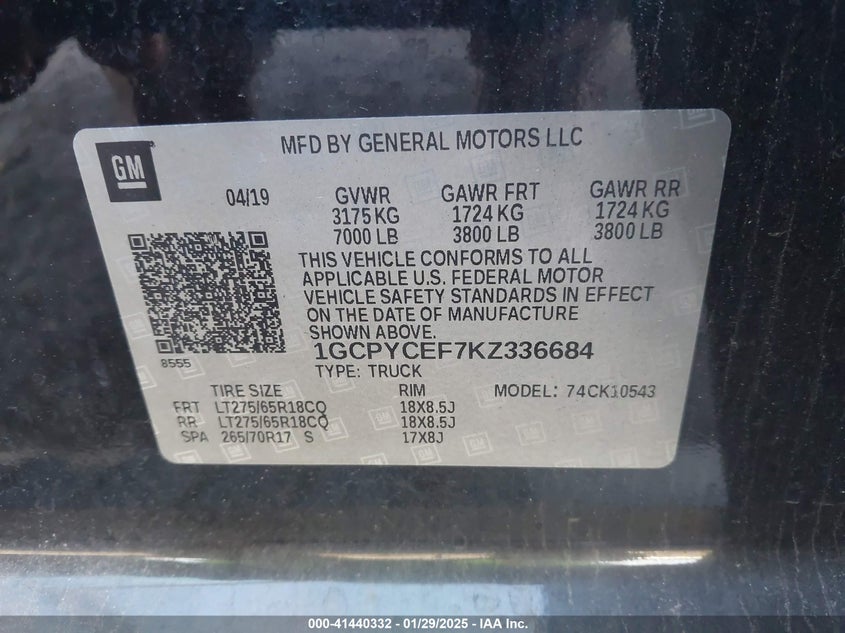 GM
MFD BY GENERAL MOTORS LLC
04/19
GVWR
3175 KG
7000 LB
GAWR FRT
1724 KG
3800 LB
GAWR RR
1724 KG
3800 LB
THIS VEHICLE CONFORMS TO ALL
APPLICABLE U.S. FEDERAL MOTOR
VEHICLE SAFETY STANDARDS IN EFFECT
ON THE DATE OF MANUFACTURE
SHOWN ABOVE.
8555
1GCPYCEF7KZ336684
TYPE: TRUCK
TIRE SIZE RIM MODEL: 74CK10543
FRT LT275/65R18CQ 18X8.5J
RR LT275/65R18CQ 18X8.5J
SPA 265/70R17 S 17X8J
000-41440332 - 01/29/2025 - IAA Inc.